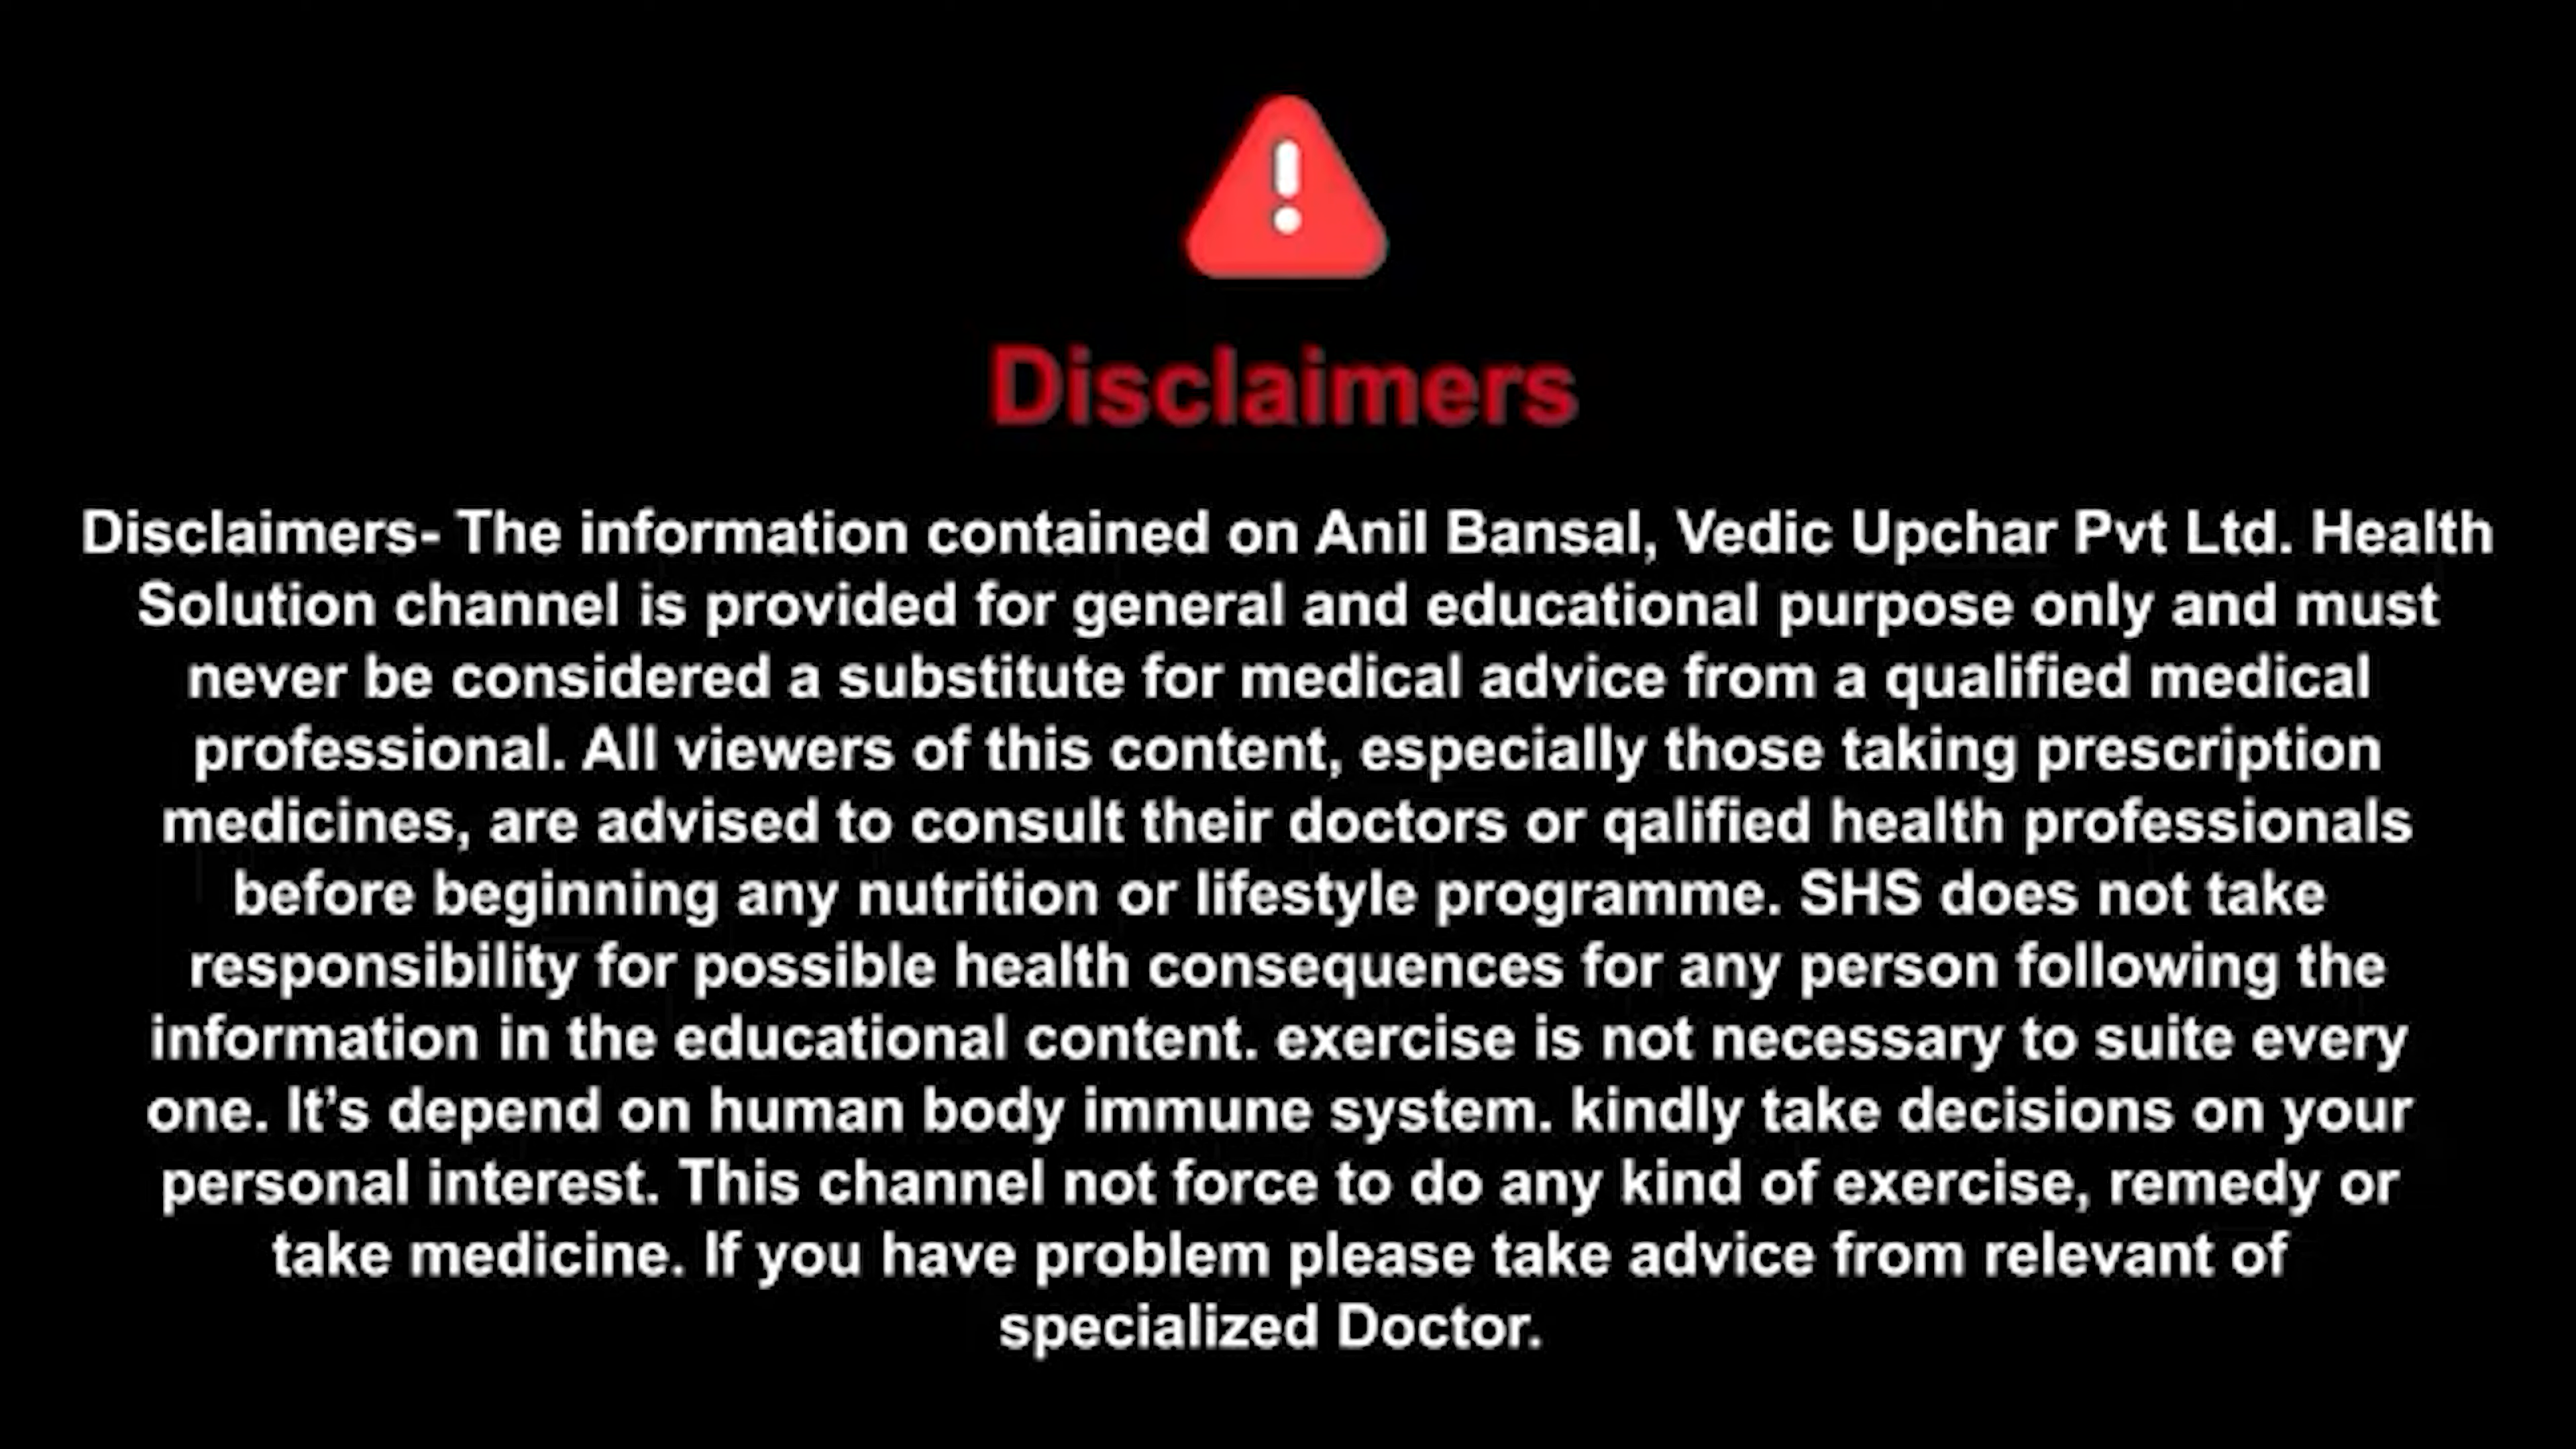 Disclaimers
Disclaimers- The information contained on Anil Bansal, Vedic Upchar Pvt Ltd. Health
Solution channel is provided for general and educational purpose only and must
never be considered a substitute for medical advice from a qualified medical
professional. All viewers of this content, especially those taking prescription
medicines, are advised to consult their doctors or qalified health professionals
before beginning any nutrition or lifestyle programme. SHS does not take
responsibility for possible health consequences for any person following the
information in the educational content. exercise is not necessary to suite every
one. It’s depend on human body immune system. kindly take decisions on your
personal interest. This channel not force to do any kind of exercise, remedy or
take medicine. If you have problem please take advice from relevant of
specialized Doctor.